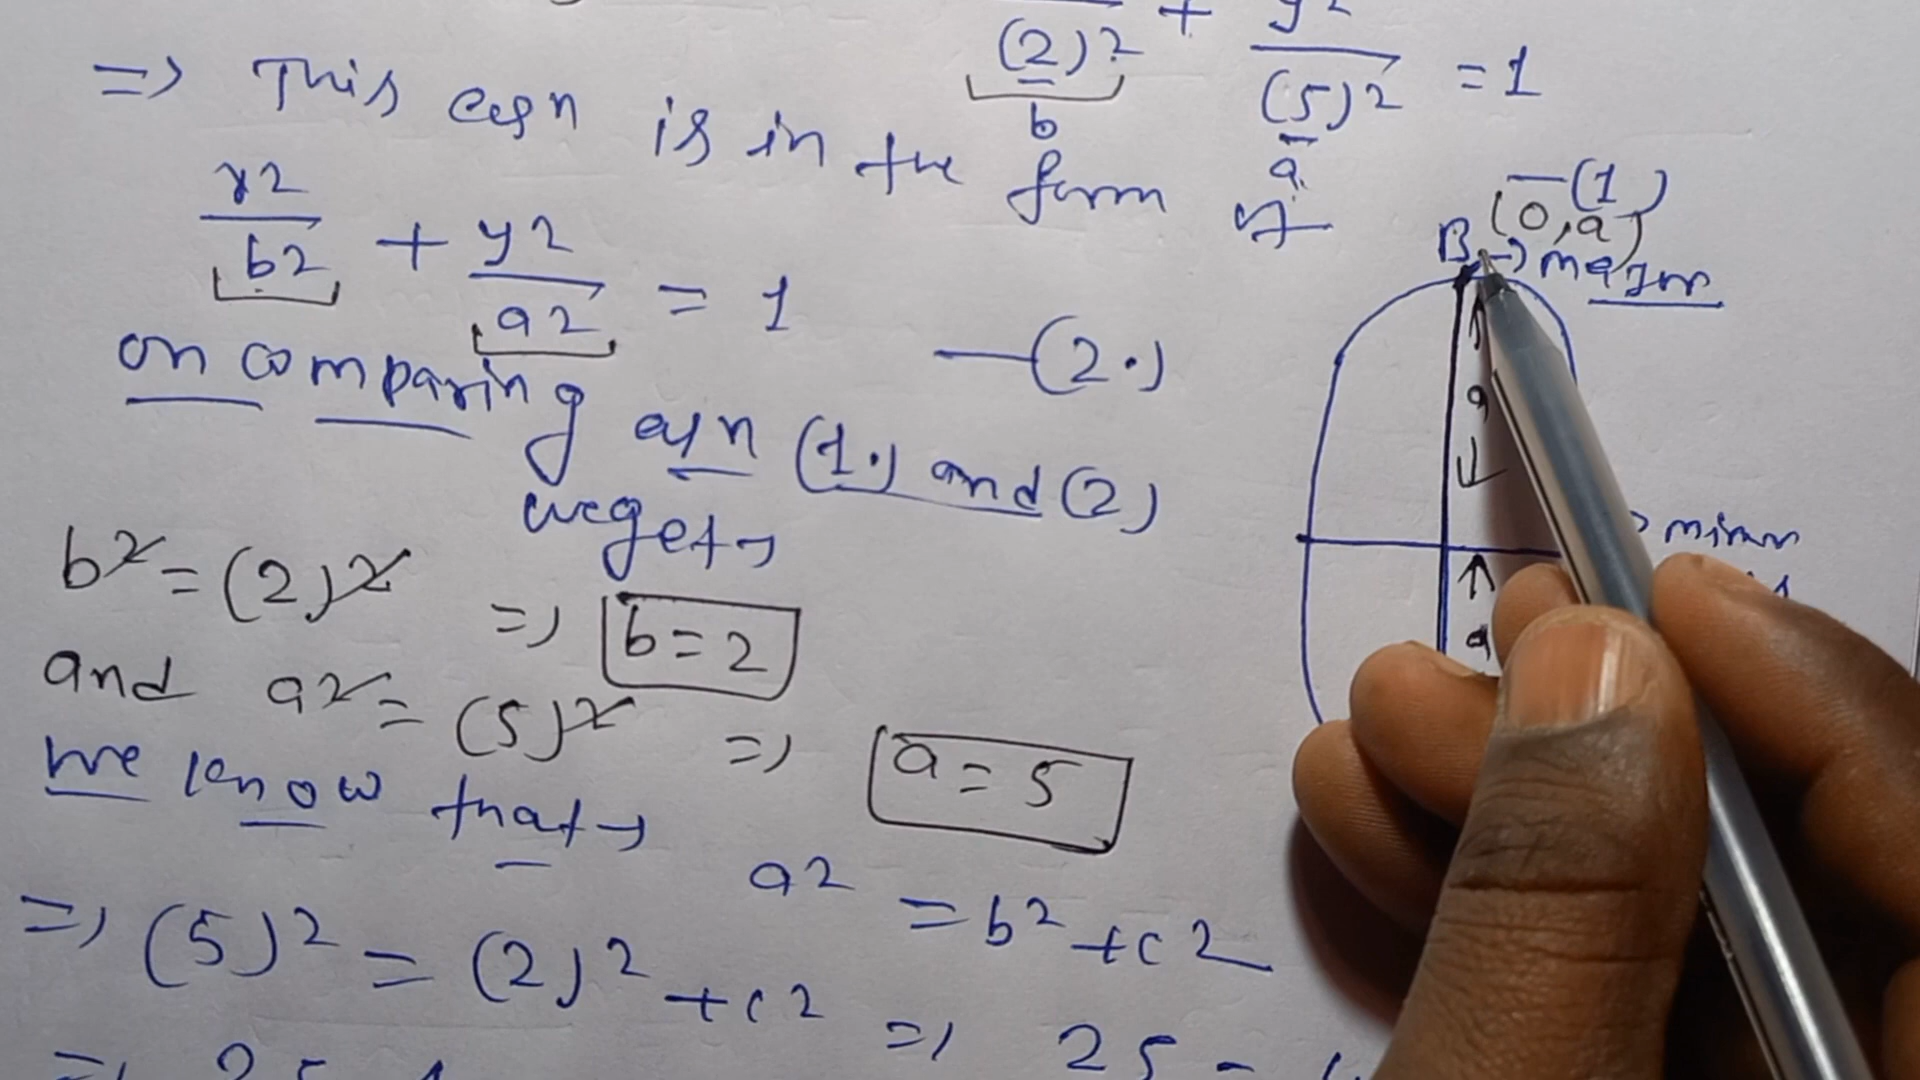 (2)² + y² = 1
(5)²
b
a
—(1)
=> This eqn is in the form of
x²/b² + y²/a² = 1 —(2.)
on comparing eqn (1.) and (2)
we get →
b² = (2)² => b = 2
and a² = (5)² => a = 5
we know that →
a² = b² + c²
=> (5)² = (2)² + c²
=> 25
B (0,a)
→ major
a
→ minor
a